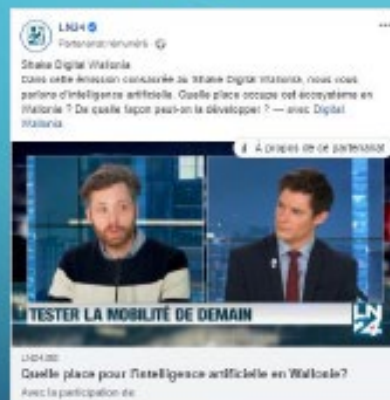 LN24
Partenariat rémunéré
Shake Digital Wallonia
Dans cette émission consacrée au Shake Digital Wallonia, nous vous
parlons d'intelligence artificielle. Quelle place occupe cet écosystème en
Wallonie ? De quelle façon peut-on la développer ? — avec Digital
Wallonia.
À propos de ce partenariat
TESTER LA MOBILITÉ DE DEMAIN
LN
24
LN24.BE
Quelle place pour l'intelligence artificielle en Wallonie?
Avec la participation de